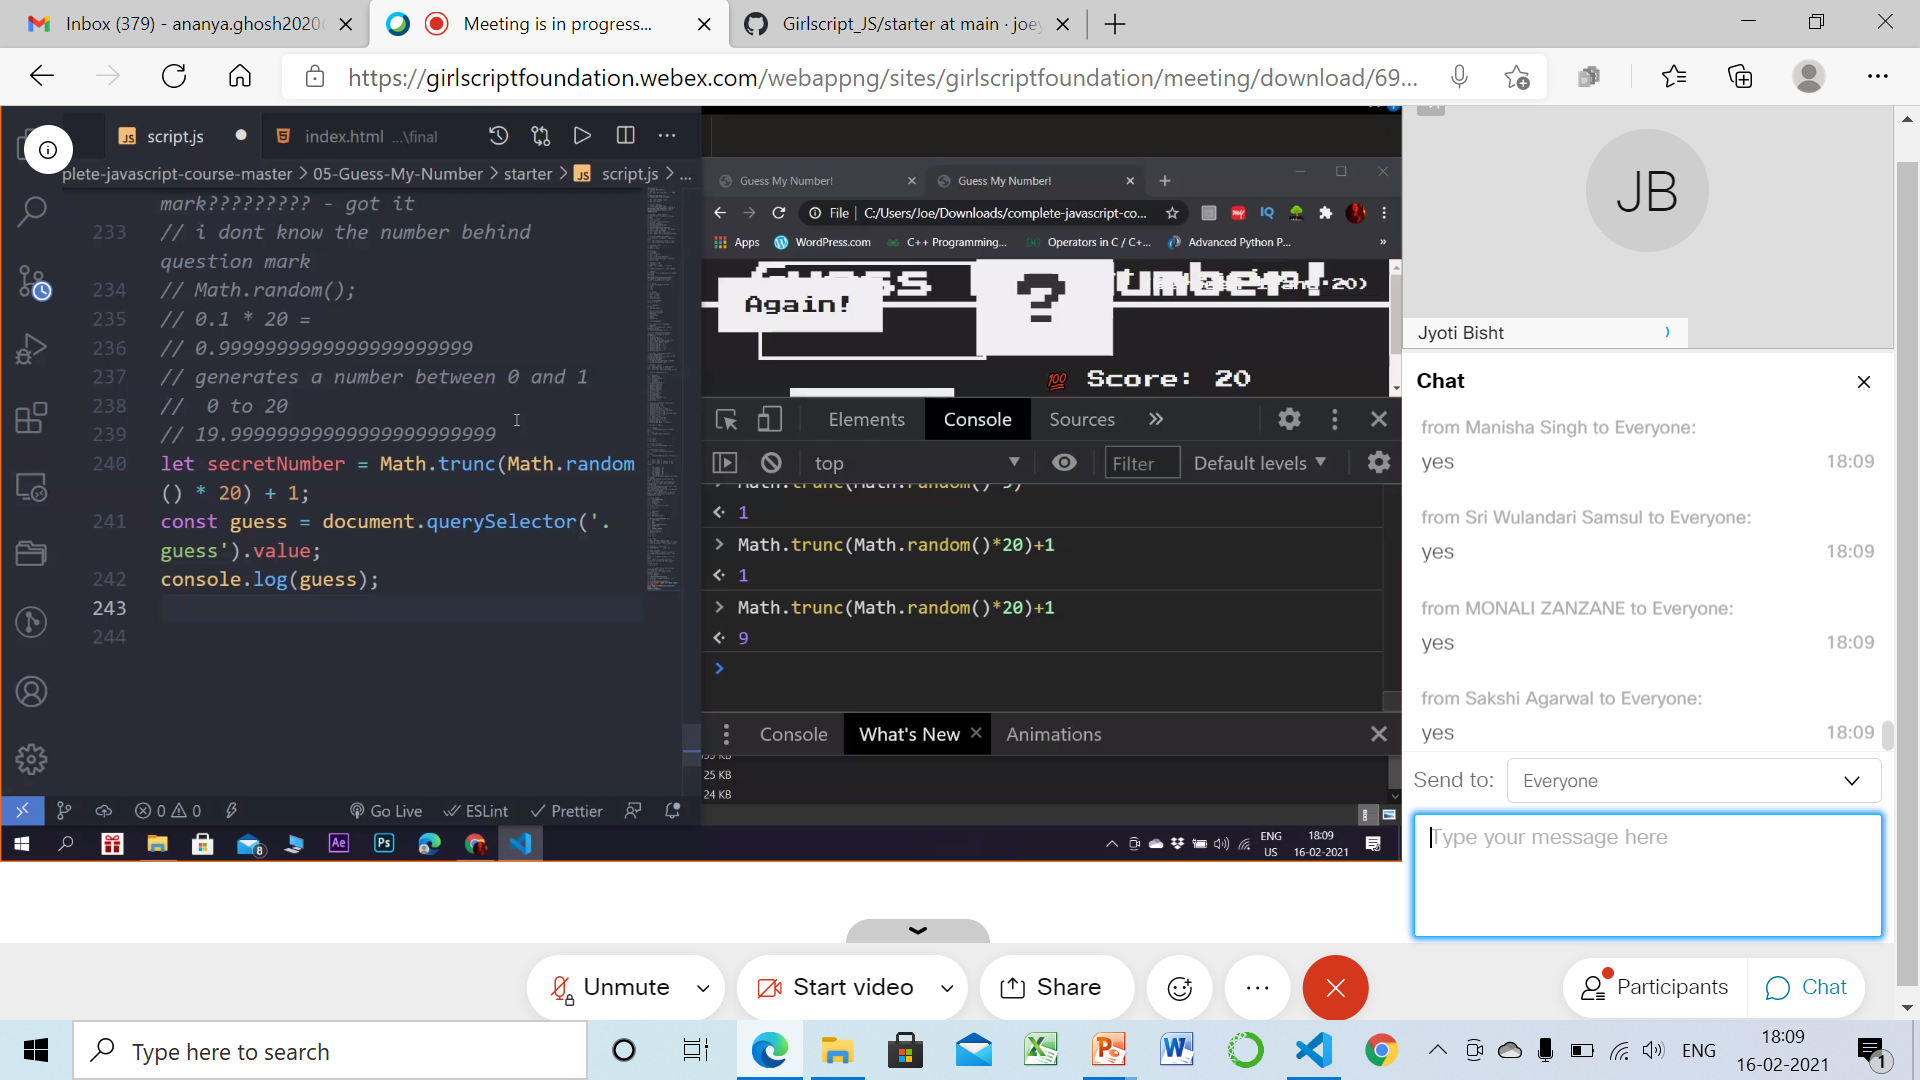 Inbox (379) - ananya.ghosh2020
Meeting is in progress...
Girlscript_JS/starter at main · joey
https://girlscriptfoundation.webex.com/webappng/sites/girlscriptfoundation/meeting/download/69...
script.js
index.html ...\final
plete-javascript-course-master > 05-Guess-My-Number > starter > JS script.js > ...
mark????????? - got it
233 // i dont know the number behind
question mark
234 // Math.random();
235 // 0.1 * 20 =
236 // 0.9999999999999999999999
237 // generates a number between 0 and 1
238 // 0 to 20
239 // 19.99999999999999999999999
240 let secretNumber = Math.trunc(Math.random
() * 20) + 1;
241 const guess = document.querySelector('.
guess').value;
242 console.log(guess);
243
244
0 0
Go Live
ESLint
Prettier
Guess My Number!
Guess My Number!
File
C:/Users/Joe/Downloads/complete-javascript-co...
Apps
WordPress.com
C++ Programming...
Operators in C / C+...
Advanced Python P...
»
Again!
?
💯 Score: 20
Elements
Console
Sources
»
top
Filter
Default levels
1
Math.trunc(Math.random()*20)+1
1
Math.trunc(Math.random()*20)+1
9
Console
What's New
Animations
25 KB
24 KB
ENG
US
18:09
16-02-2021
JB
Jyoti Bisht
Chat
from Manisha Singh to Everyone:
yes 18:09
from Sri Wulandari Samsul to Everyone:
yes 18:09
from MONALI ZANZANE to Everyone:
yes 18:09
from Sakshi Agarwal to Everyone:
yes 18:09
Send to: Everyone
Type your message here
Unmute
Start video
Share
Participants
Chat
Type here to search
ENG
18:09
16-02-2021
1